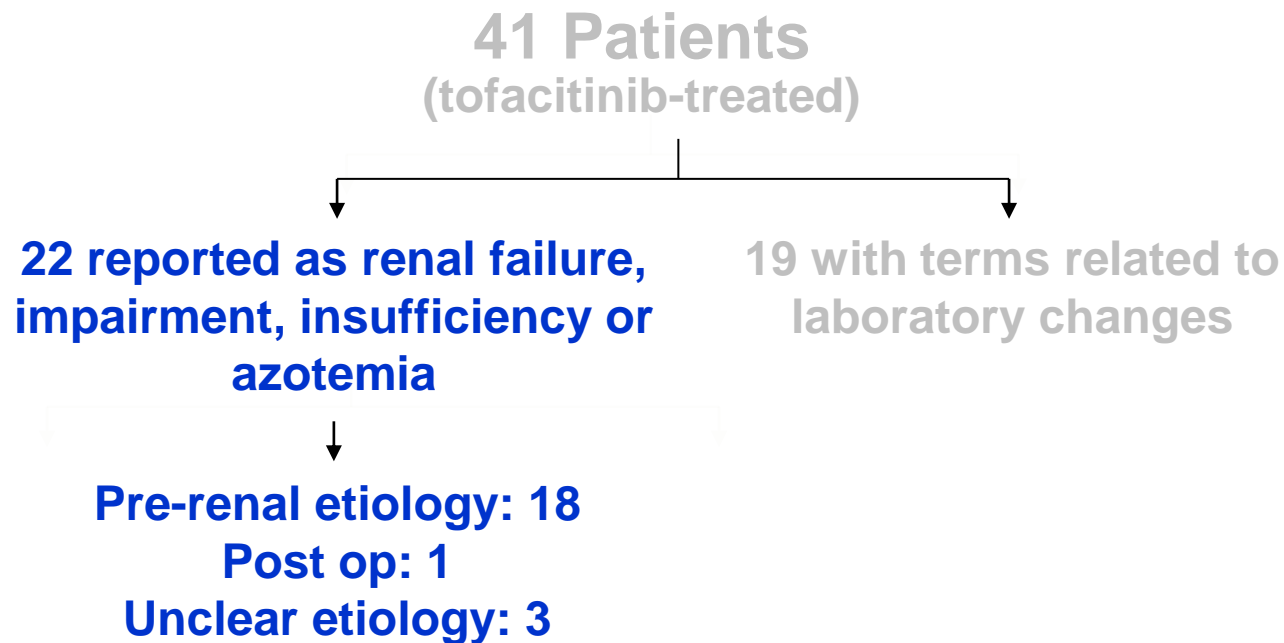 41 Patients
(tofacitinib-treated)
22 reported as renal failure,
impairment, insufficiency or
azotemia
19 with terms related to
laboratory changes
Pre-renal etiology: 18
Post op: 1
Unclear etiology: 3